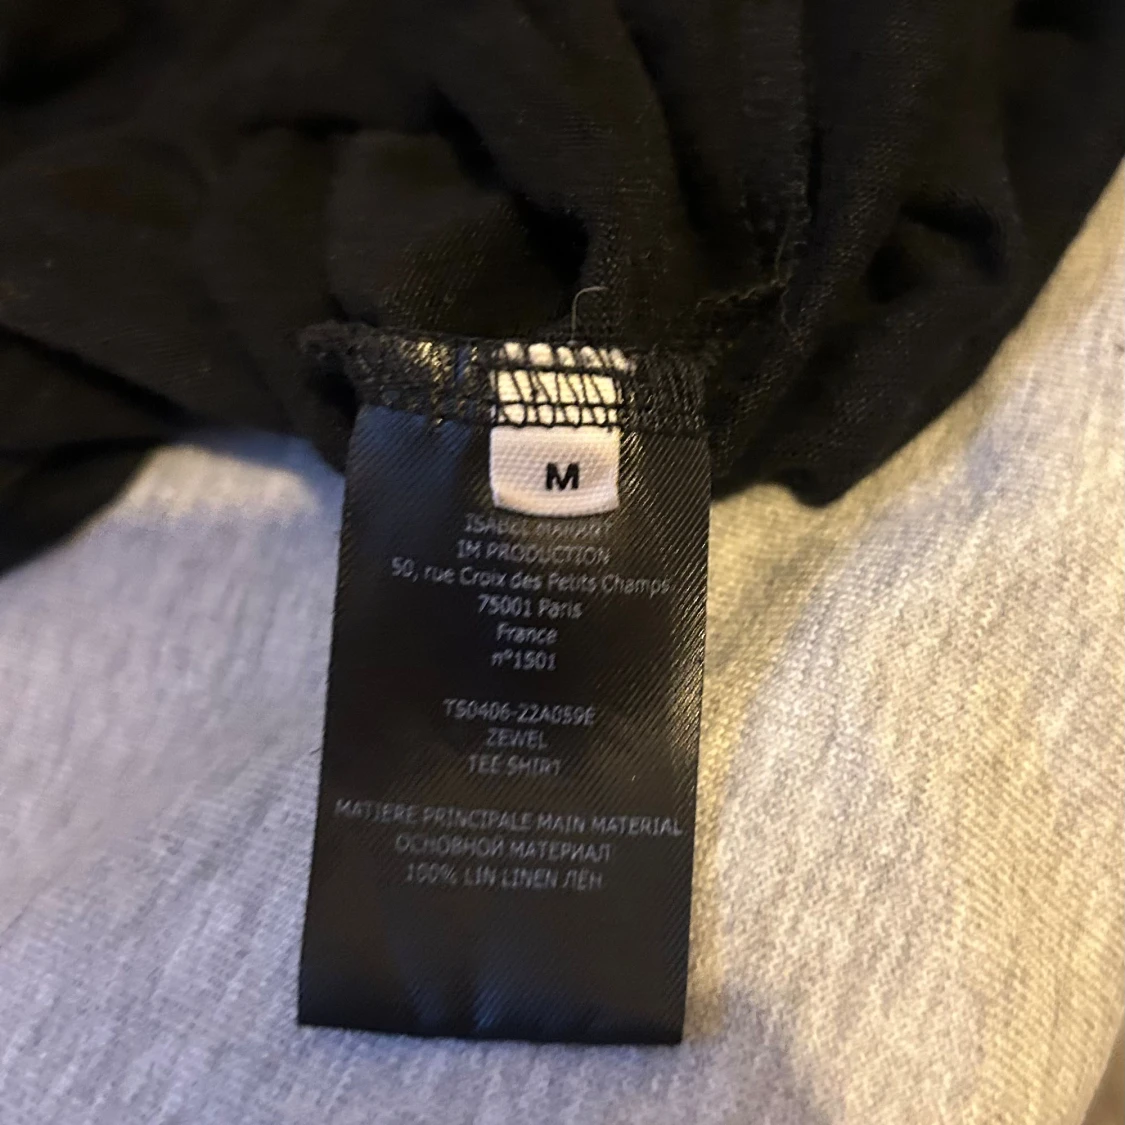 M
ISABEL MARANT
IM PRODUCTION
50, rue Croix des Petits Champs
75001 Paris
France
n°1501
TS0406-22A059E
ZEWEL
TEE SHIRT
MATIERE PRINCIPALE MAIN MATERIAL
ОСНОВНОЙ МАТЕРИАЛ
100% LIN LINEN ЛЕН